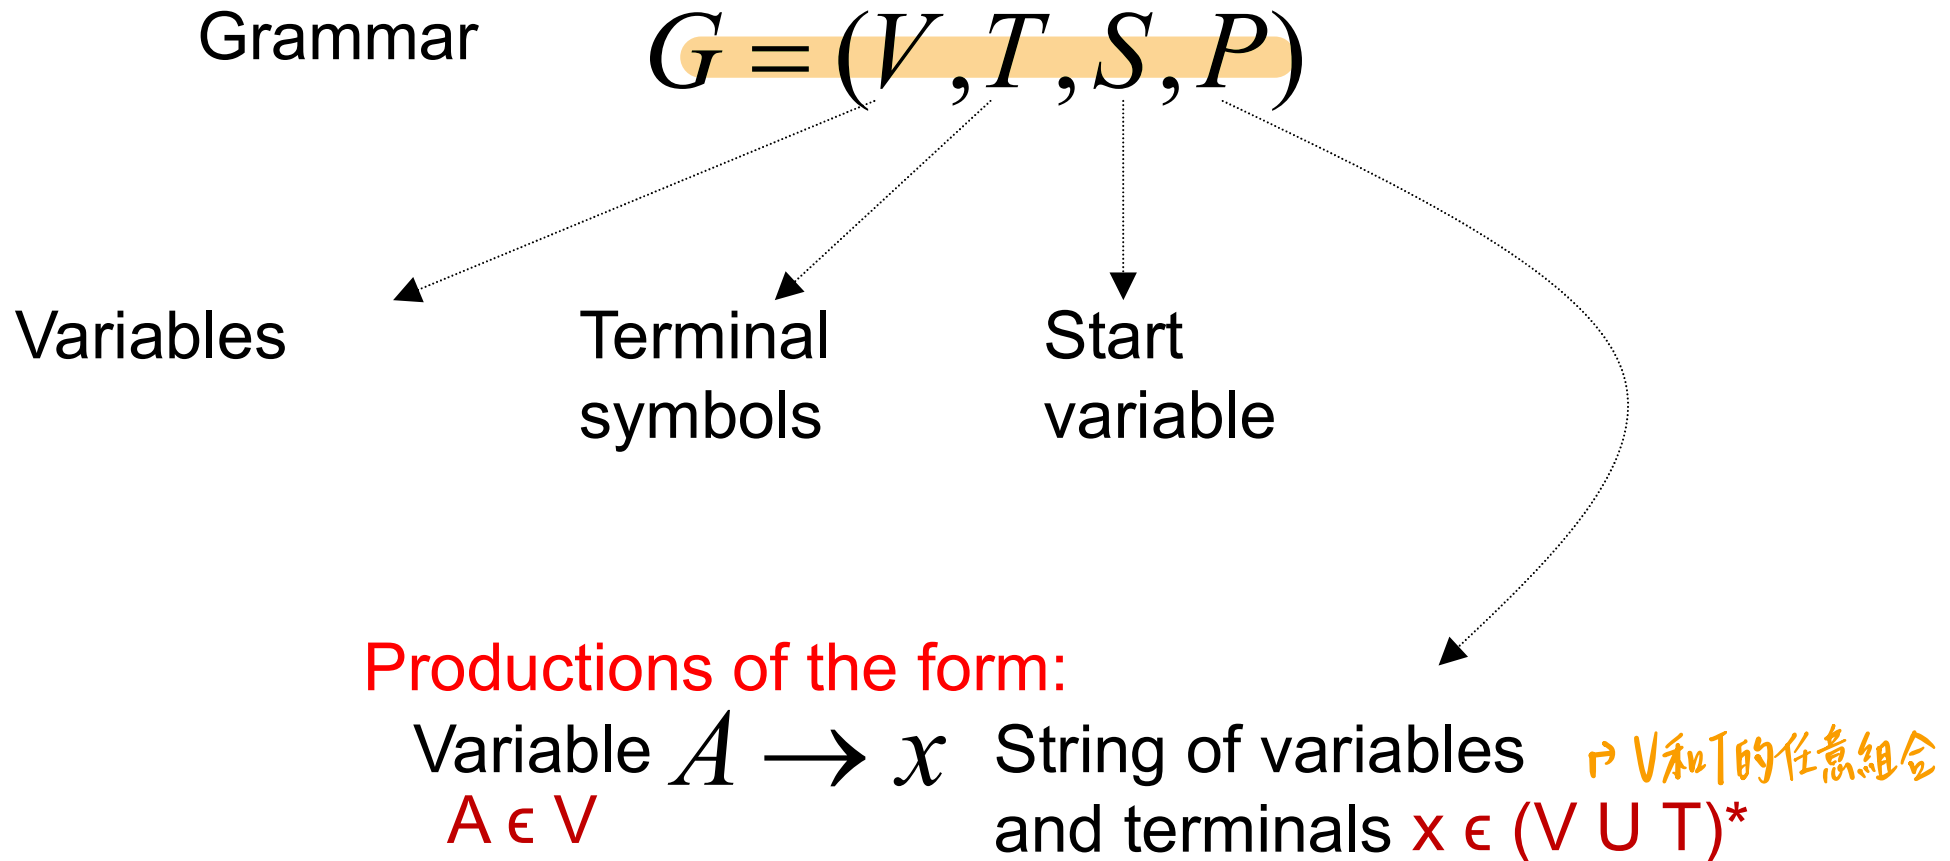 Grammar G = (V, T, S, P)
Variables
Terminal
symbols
Start
variable
Productions of the form:
Variable A → x String of variables
and terminals x ϵ (V U T)*
A ϵ V
↱ V和T的任意組合